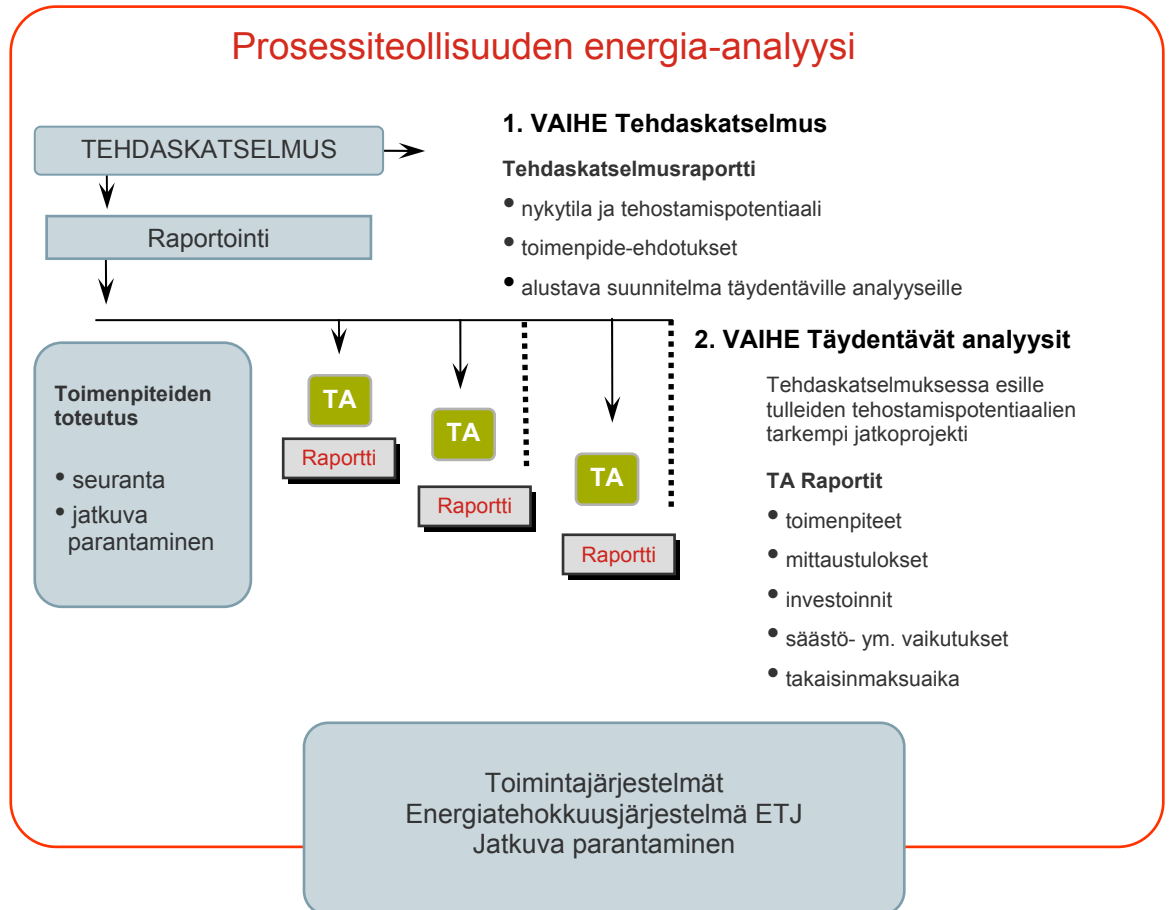 Prosessiteollisuuden energia-analyysi
TEHDASKATSELMUS
Raportointi
1. VAIHE Tehdaskatselmus
Tehdaskatselmusraportti
• nykytila ja tehostamispotentiaali
• toimenpide-ehdotukset
• alustava suunnitelma täydentäville analyyseille
Toimenpiteiden
toteutus
• seuranta
• jatkuva
parantaminen
TA
Raportti
TA
Raportti
TA
Raportti
2. VAIHE Täydentävät analyysit
Tehdaskatselmuksessa esille
tulleiden tehostamispotentiaalien
tarkempi jatkoprojekti
TA Raportit
• toimenpiteet
• mittaustulokset
• investoinnit
• säästö- ym. vaikutukset
• takaisinmaksuaika
Toimintajärjestelmät
Energiatehokkuusjärjestelmä ETJ
Jatkuva parantaminen